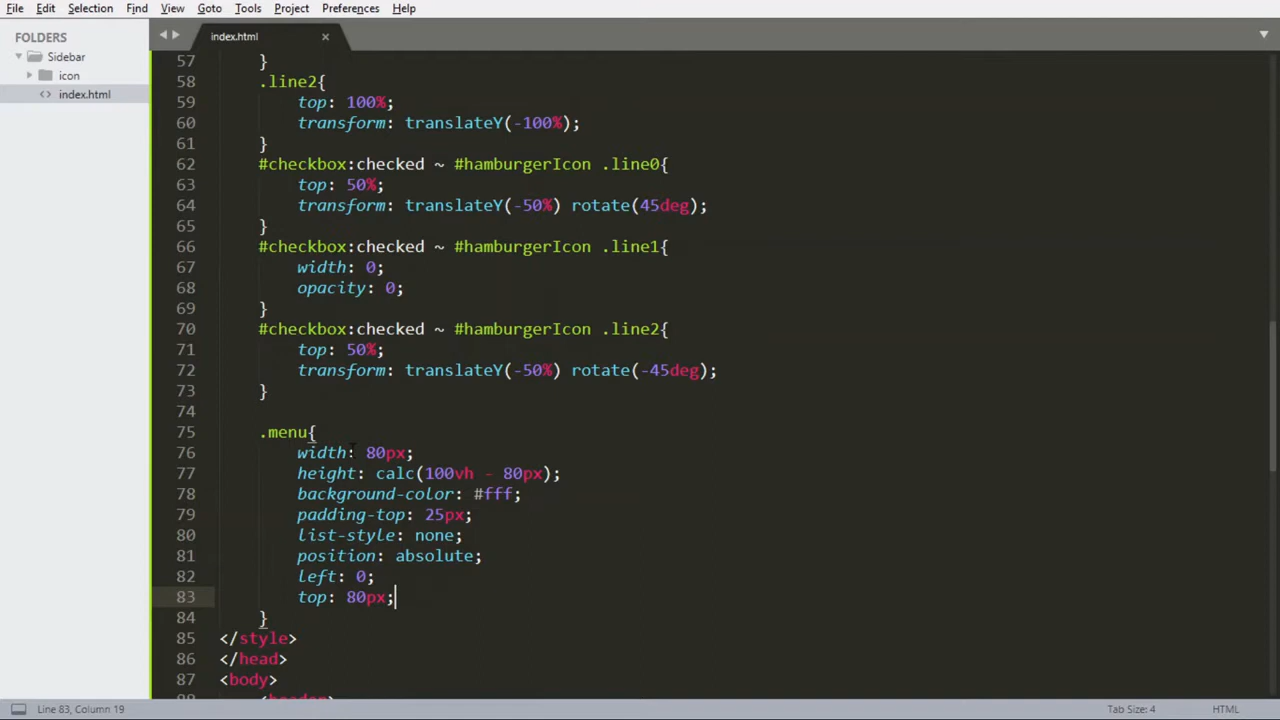 File Edit Selection Find View Goto Tools Project Preferences Help
FOLDERS
Sidebar
icon
index.html
index.html
57 }
58 .line2{
59 top: 100%;
60 transform: translateY(-100%);
61 }
62 #checkbox:checked ~ #hamburgerIcon .line0{
63 top: 50%;
64 transform: translateY(-50%) rotate(45deg);
65 }
66 #checkbox:checked ~ #hamburgerIcon .line1{
67 width: 0;
68 opacity: 0;
69 }
70 #checkbox:checked ~ #hamburgerIcon .line2{
71 top: 50%;
72 transform: translateY(-50%) rotate(-45deg);
73 }
74
75 .menu{
76 width: 80px;
77 height: calc(100vh - 80px);
78 background-color: #fff;
79 padding-top: 25px;
80 list-style: none;
81 position: absolute;
82 left: 0;
83 top: 80px;
84 }
85 </style>
86 </head>
87 <body>
88 <header>
Line 83, Column 19 Tab Size: 4 HTML